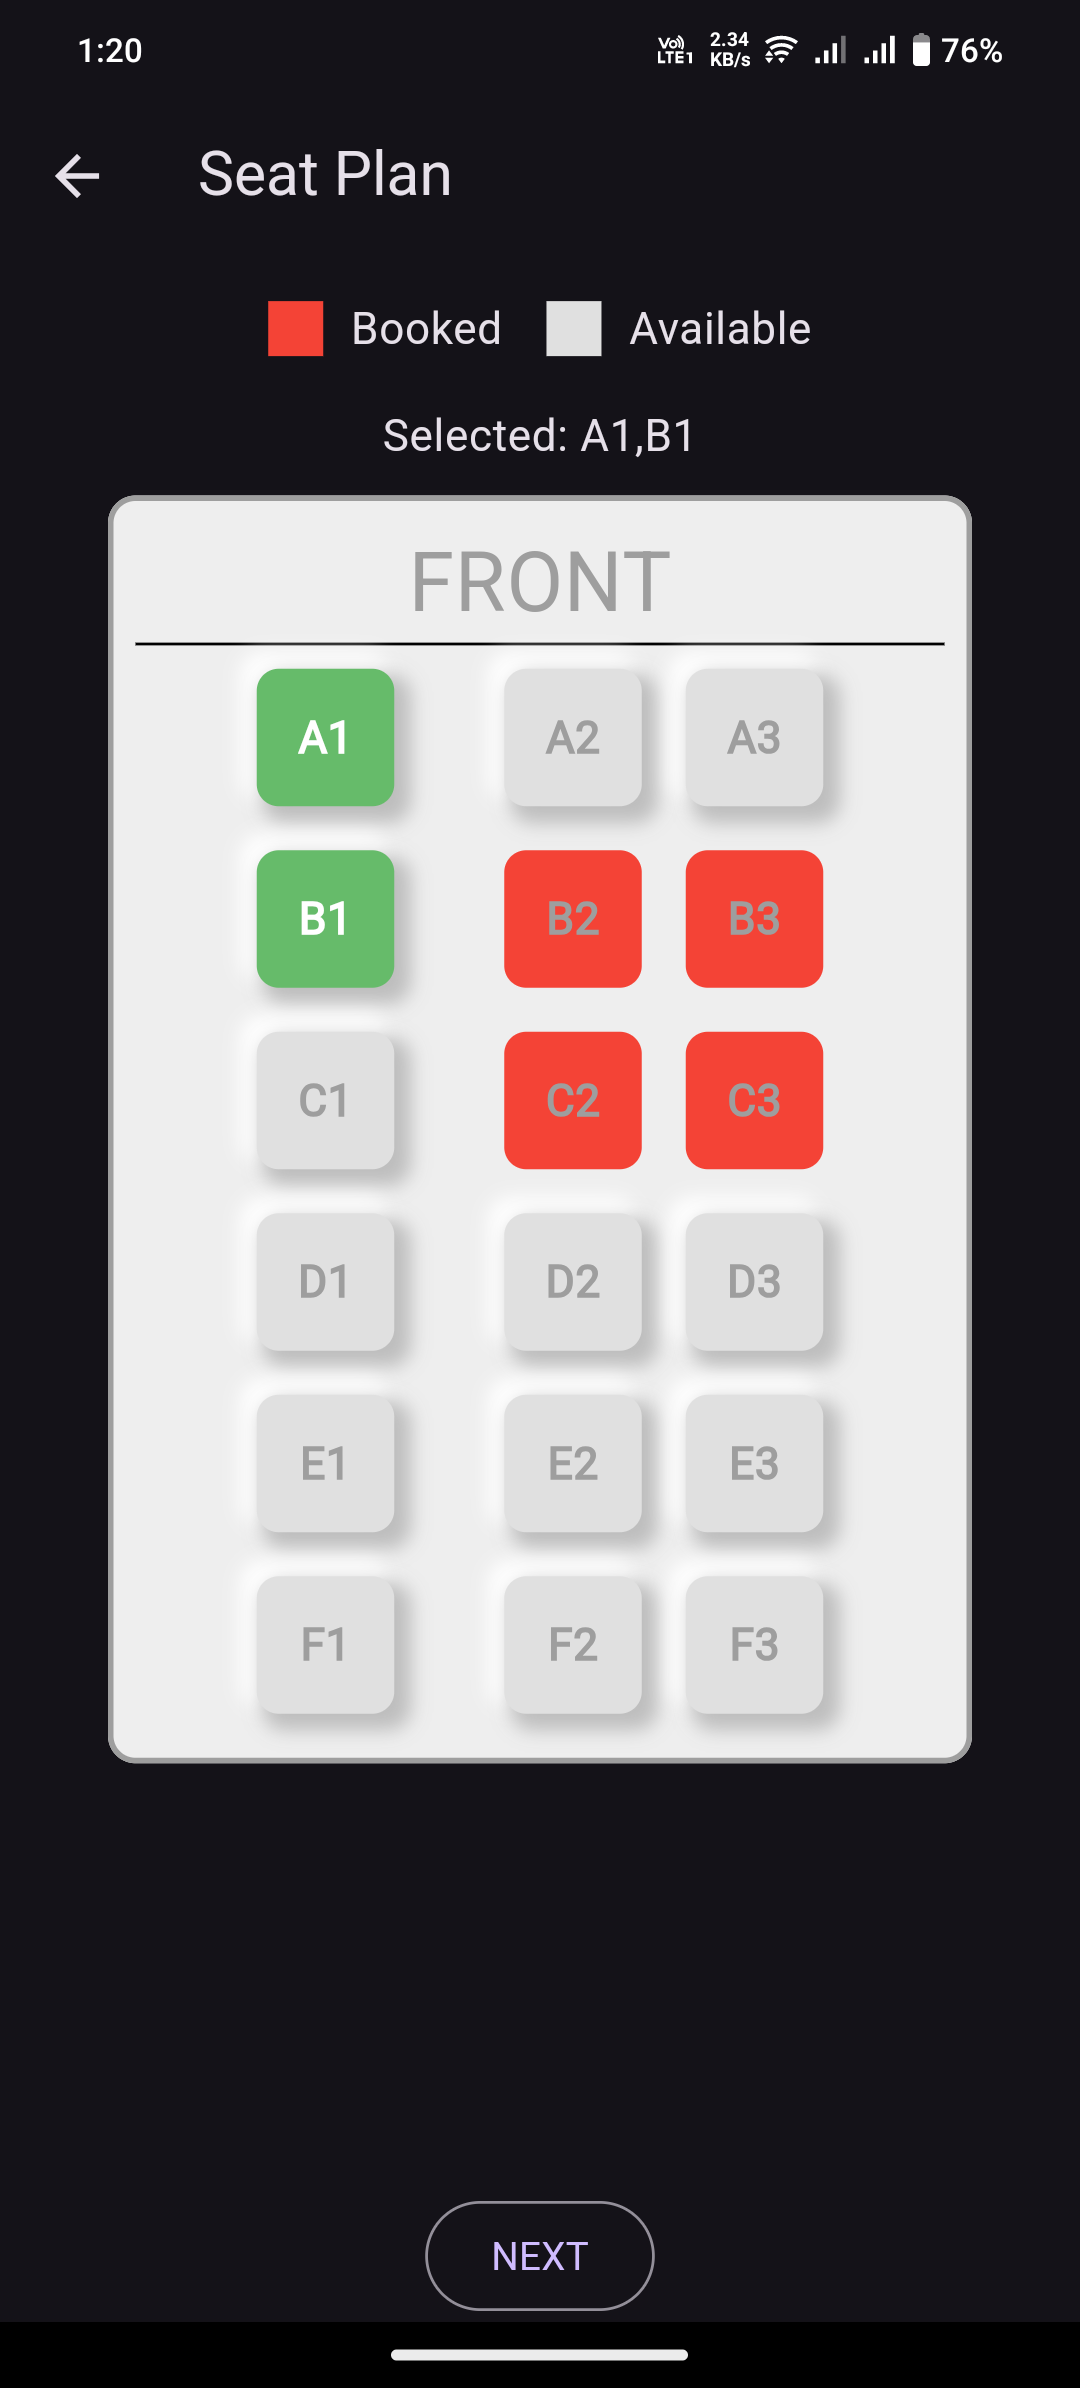 1:20 Vo) LTE1 2.34 KB/s 76%
Seat Plan
Booked Available
Selected: A1,B1
FRONT
A1 A2 A3
B1 B2 B3
C1 C2 C3
D1 D2 D3
E1 E2 E3
F1 F2 F3
NEXT